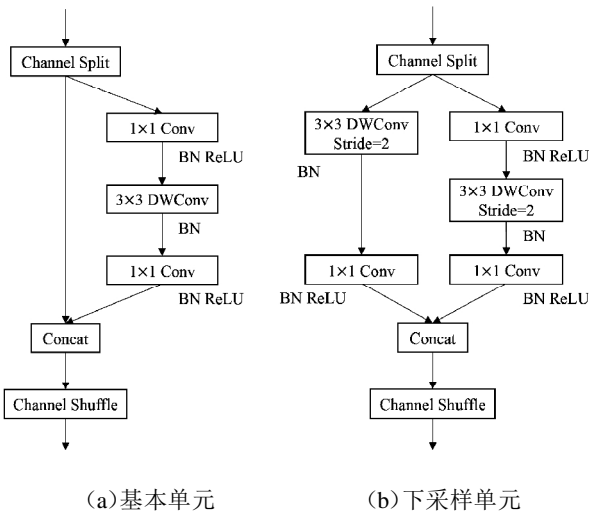 Channel Split
1×1 Conv
BN ReLU
3×3 DWConv
BN
1×1 Conv
BN ReLU
Concat
Channel Shuffle
(a)基本单元
Channel Split
3×3 DWConv
Stride=2
BN
1×1 Conv
BN ReLU
1×1 Conv
BN ReLU
3×3 DWConv
Stride=2
BN
1×1 Conv
BN ReLU
Concat
Channel Shuffle
(b)下采样单元